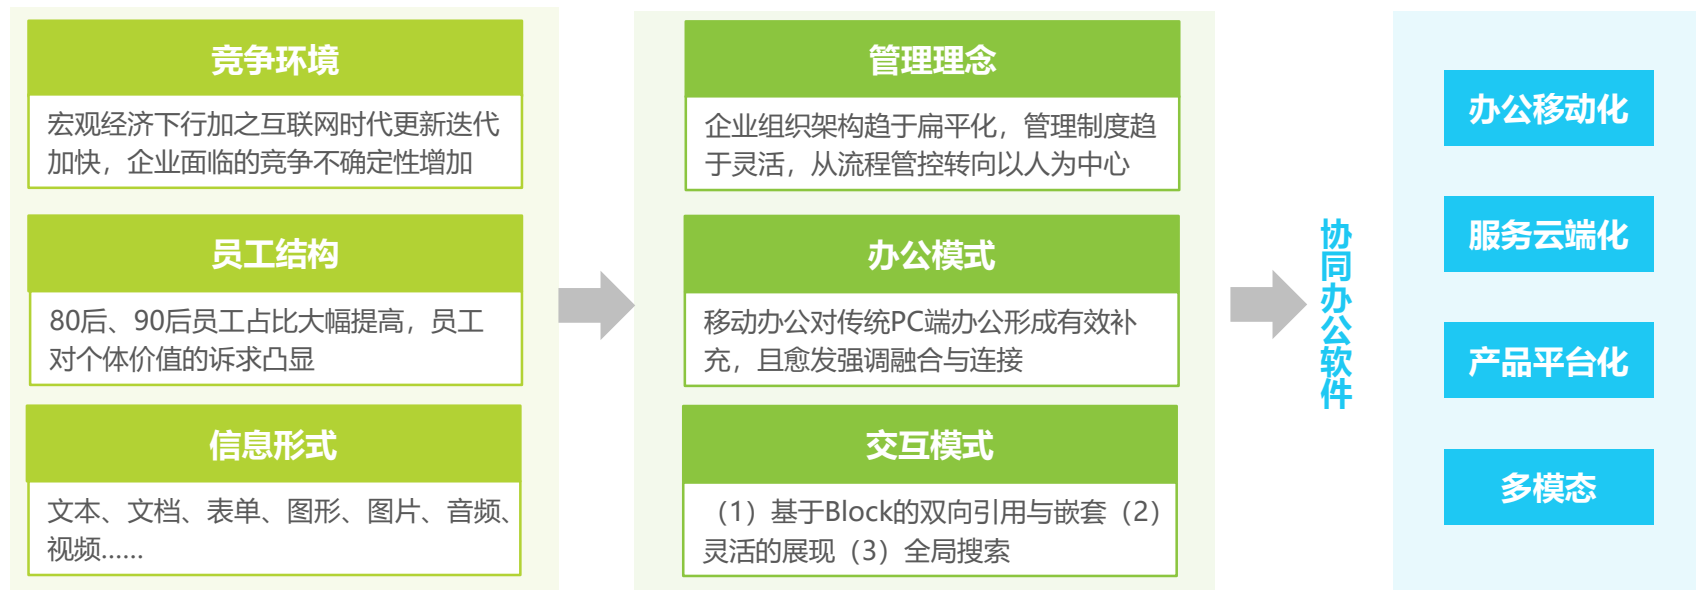 竞争环境
宏观经济下行加之互联网时代更新迭代
加快，企业面临的竞争不确定性增加
员工结构
80后、90后员工占比大幅提高，员工
对个体价值的诉求凸显
信息形式
文本、文档、表单、图形、图片、音频、
视频......
管理理念
企业组织架构趋于扁平化，管理制度趋
于灵活，从流程管控转向以人为中心
办公模式
移动办公对传统PC端办公形成有效补
充，且愈发强调融合与连接
交互模式
（1）基于Block的双向引用与嵌套（2）
灵活的展现（3）全局搜索
协同办公软件
办公移动化
服务云端化
产品平台化
多模态